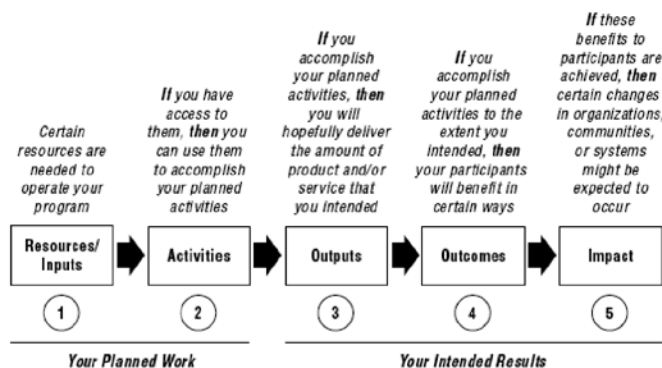 Certain
resources are
needed to
operate your
program
If you have
access to
them, then you
can use them
to accomplish
your planned
activities
If you
accomplish
your planned
activities, then
you will
hopefully deliver
the amount of
product and/or
service that
you intended
If you
accomplish
your planned
activities to the
extent you
intended, then
your participants
will benefit in
certain ways
If these
benefits to
participants are
achieved, then
certain changes
in organizations,
communities,
or systems
might be
expected to
occur
Resources/
Inputs
Activities
Outputs
Outcomes
Impact
1
2
3
4
5
Your Planned Work
Your Intended Results